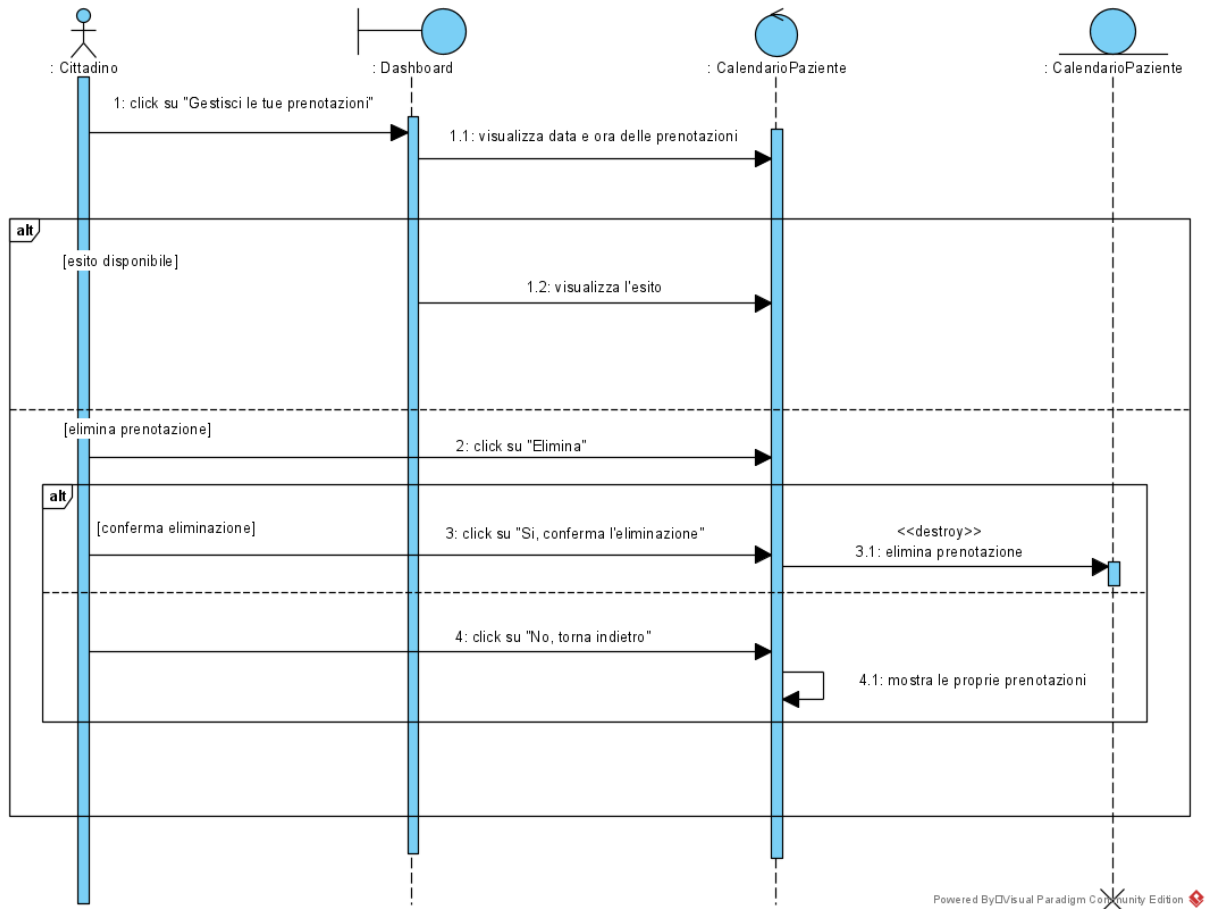 : Cittadino
: Dashboard
: CalendarioPaziente
: CalendarioPaziente
1: click su "Gestisci le tue prenotazioni"
1.1: visualizza data e ora delle prenotazioni
alt
[esito disponibile]
1.2: visualizza l'esito
[elimina prenotazione]
2: click su "Elimina"
alt
[conferma eliminazione]
3: click su "Si, conferma l'eliminazione"
<<destroy>>
3.1: elimina prenotazione
4: click su "No, torna indietro"
4.1: mostra le proprie prenotazioni
Powered By□Visual Paradigm Community Edition